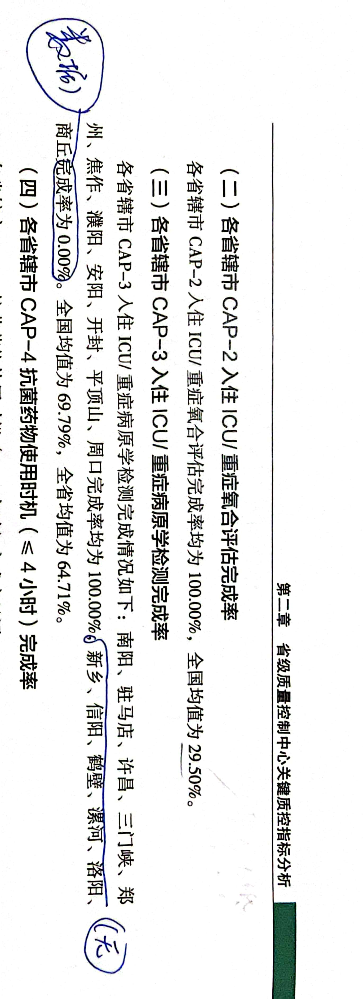 第二章 省级质量控制中心关键质控指标分析
（二）各省辖市 CAP-2 入住 ICU/ 重症氧合评估完成率
各省辖市 CAP-2 入住 ICU/ 重症氧合评估完成率均为 100.00%，全国均值为 29.50%。
（三）各省辖市 CAP-3 入住 ICU/ 重症病原学检测完成率
各省辖市 CAP-3 入住 ICU/ 重症病原学检测完成情况如下：南阳、驻马店、许昌、三门峡、郑
州、焦作、濮阳、安阳、开封、平顶山、周口完成率均为 100.00%。新乡、信阳、鹤壁、漯河、洛阳、
商丘完成率为 0.00%。全国均值为 69.79%，全省均值为 64.71%。
（四）各省辖市 CAP-4 抗菌药物使用时机（≤ 4 小时）完成率